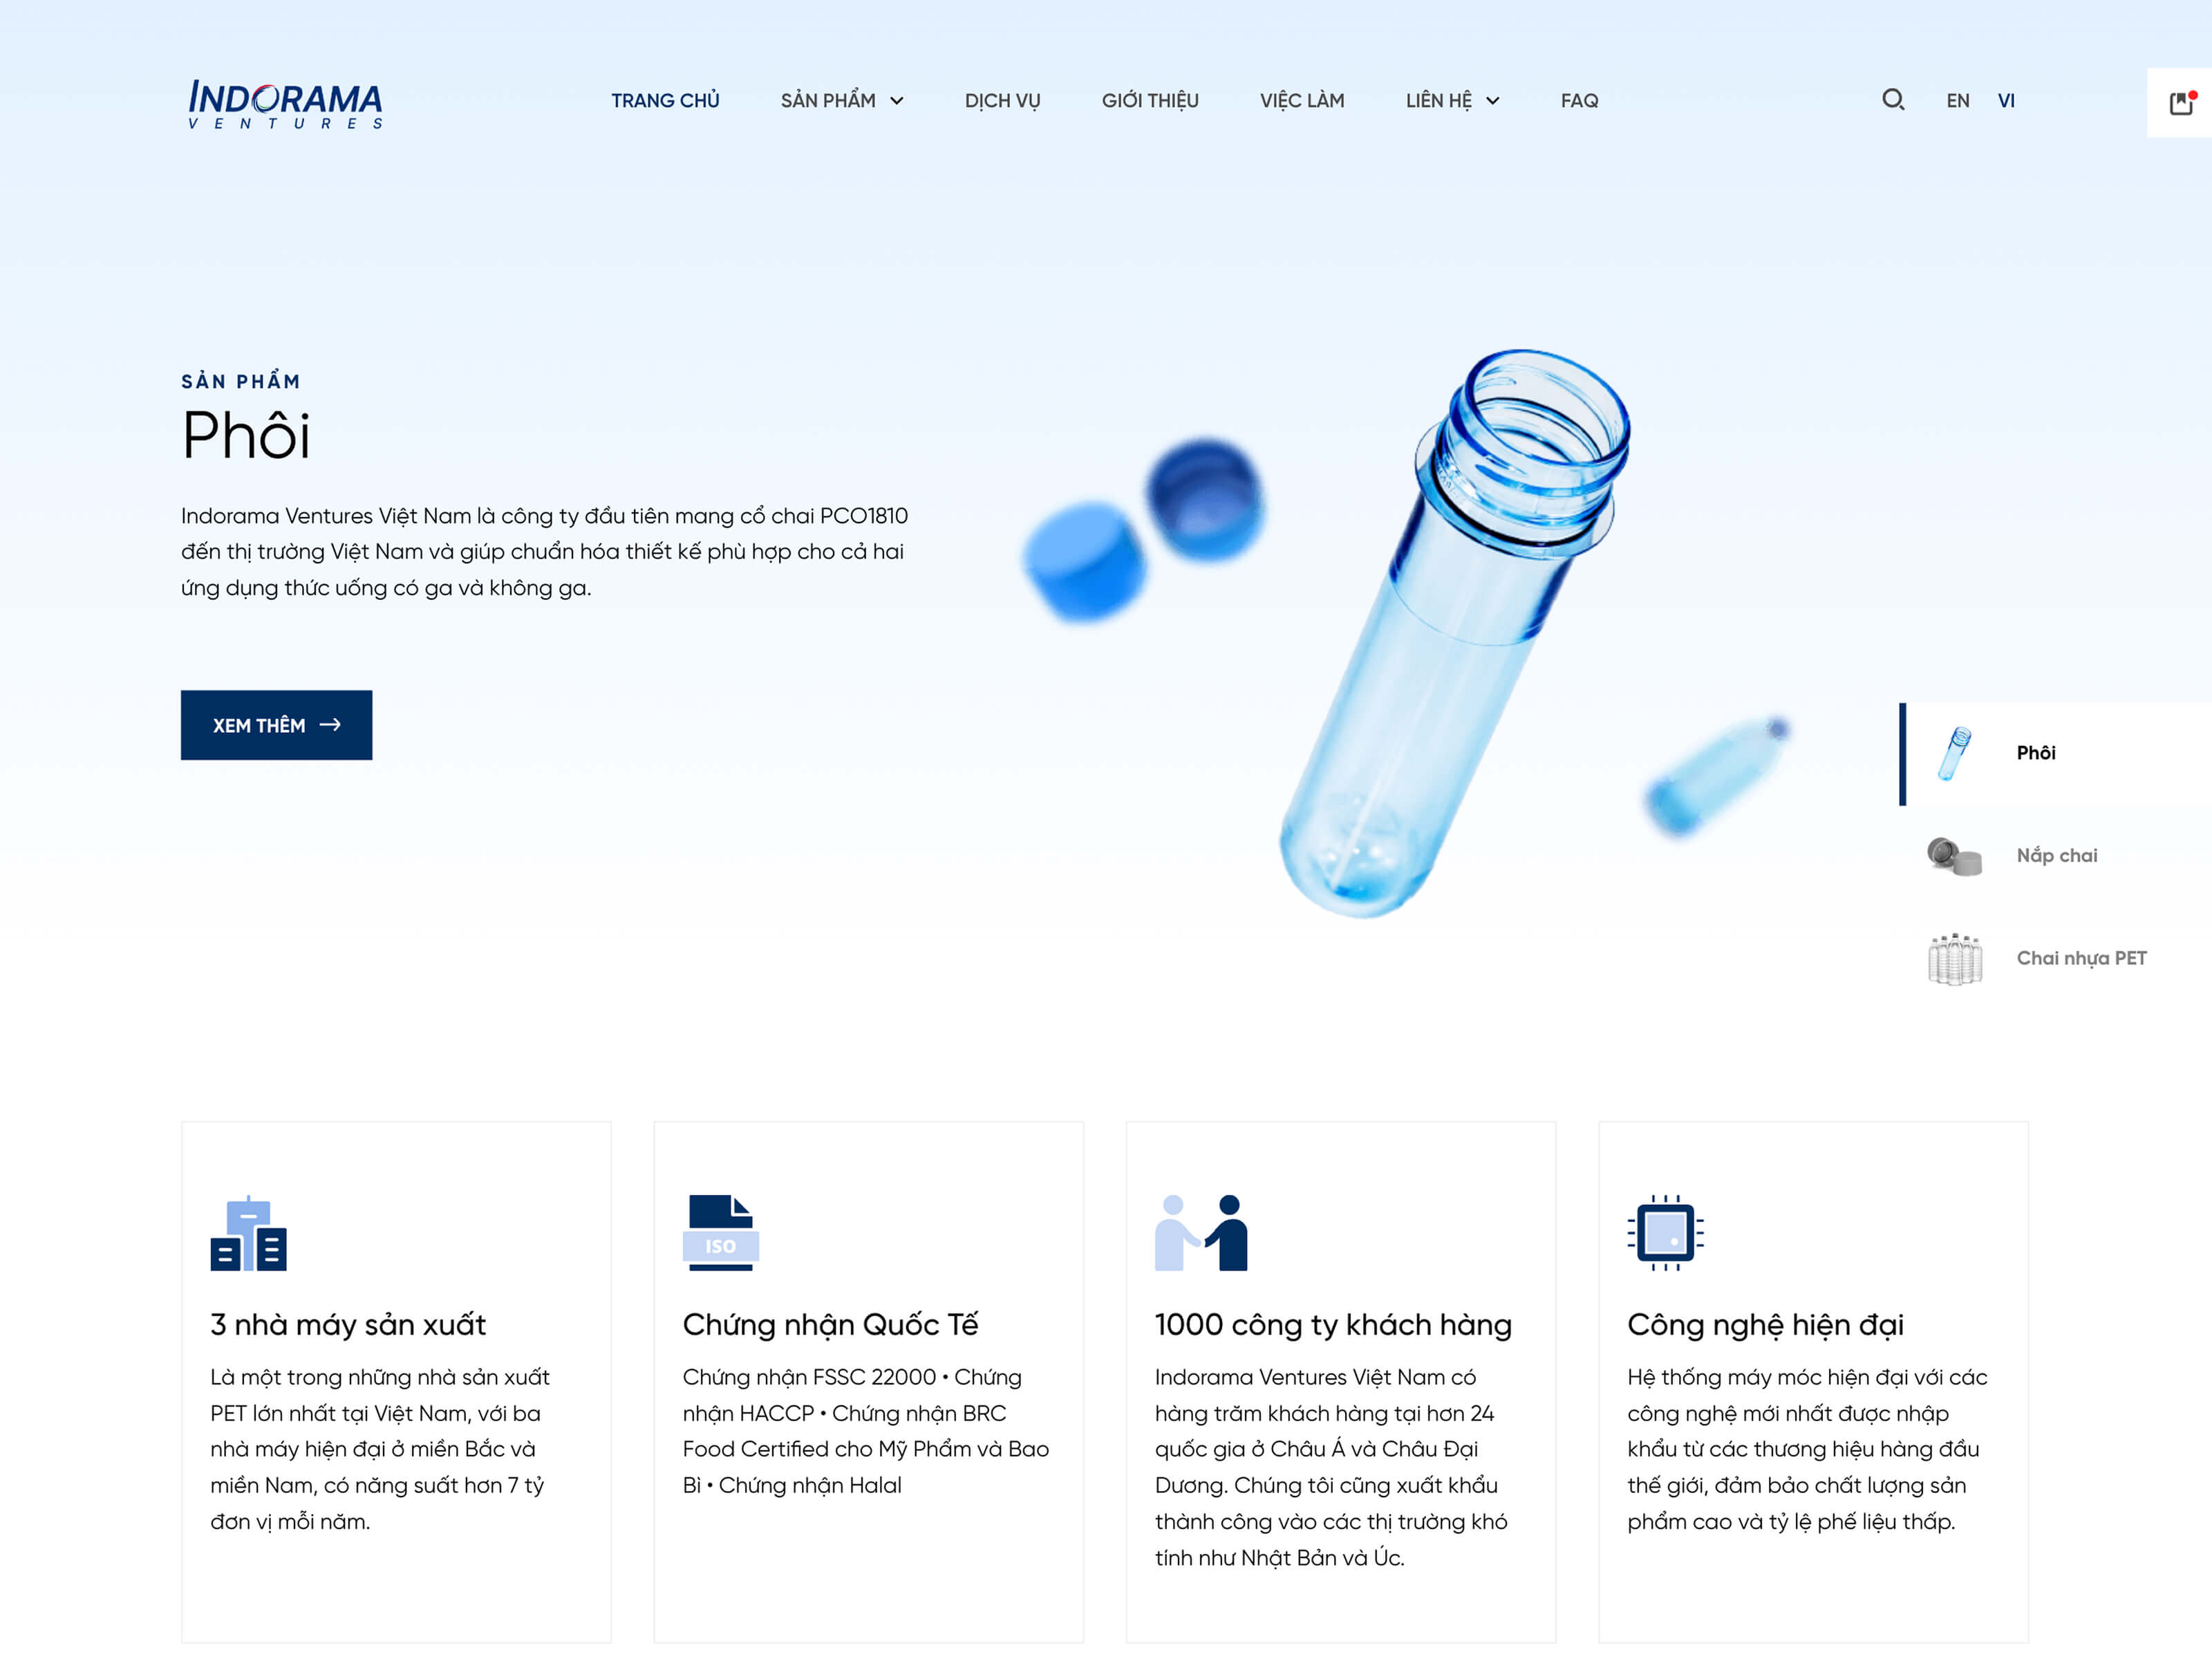 INDORAMA
VENTURES
TRANG CHỦ
SẢN PHẨM
DỊCH VỤ
GIỚI THIỆU
VIỆC LÀM
LIÊN HỆ
FAQ
EN
VI
SẢN PHẨM
Phôi
Indorama Ventures Việt Nam là công ty đầu tiên mang cổ chai PCO1810
đến thị trường Việt Nam và giúp chuẩn hóa thiết kế phù hợp cho cả hai
ứng dụng thức uống có ga và không ga.
XEM THÊM
Phôi
Nắp chai
Chai nhựa PET
3 nhà máy sản xuất
Là một trong những nhà sản xuất
PET lớn nhất tại Việt Nam, với ba
nhà máy hiện đại ở miền Bắc và
miền Nam, có năng suất hơn 7 tỷ
đơn vị mỗi năm.
ISO
Chứng nhận Quốc Tế
Chứng nhận FSSC 22000 • Chứng
nhận HACCP • Chứng nhận BRC
Food Certified cho Mỹ Phẩm và Bao
Bì • Chứng nhận Halal
1000 công ty khách hàng
Indorama Ventures Việt Nam có
hàng trăm khách hàng tại hơn 24
quốc gia ở Châu Á và Châu Đại
Dương. Chúng tôi cũng xuất khẩu
thành công vào các thị trường khó
tính như Nhật Bản và Úc.
Công nghệ hiện đại
Hệ thống máy móc hiện đại với các
công nghệ mới nhất được nhập
khẩu từ các thương hiệu hàng đầu
thế giới, đảm bảo chất lượng sản
phẩm cao và tỷ lệ phế liệu thấp.